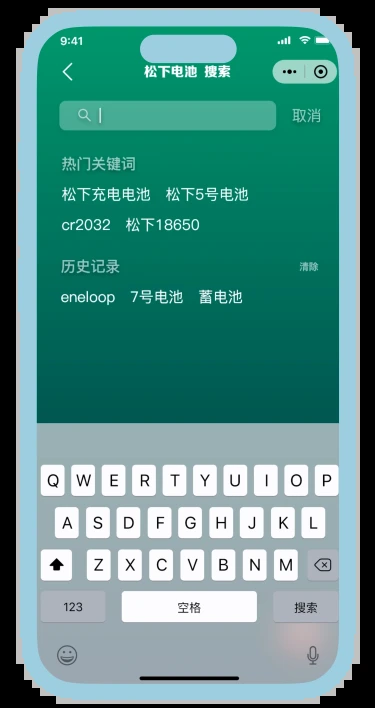 9:41
松下电池 搜索
取消
热门关键词
松下充电电池 松下5号电池
cr2032 松下18650
历史记录 清除
eneloop 7号电池 蓄电池
Q W E R T Y U I O P
A S D F G H J K L
Z X C V B N M
123 空格 搜索